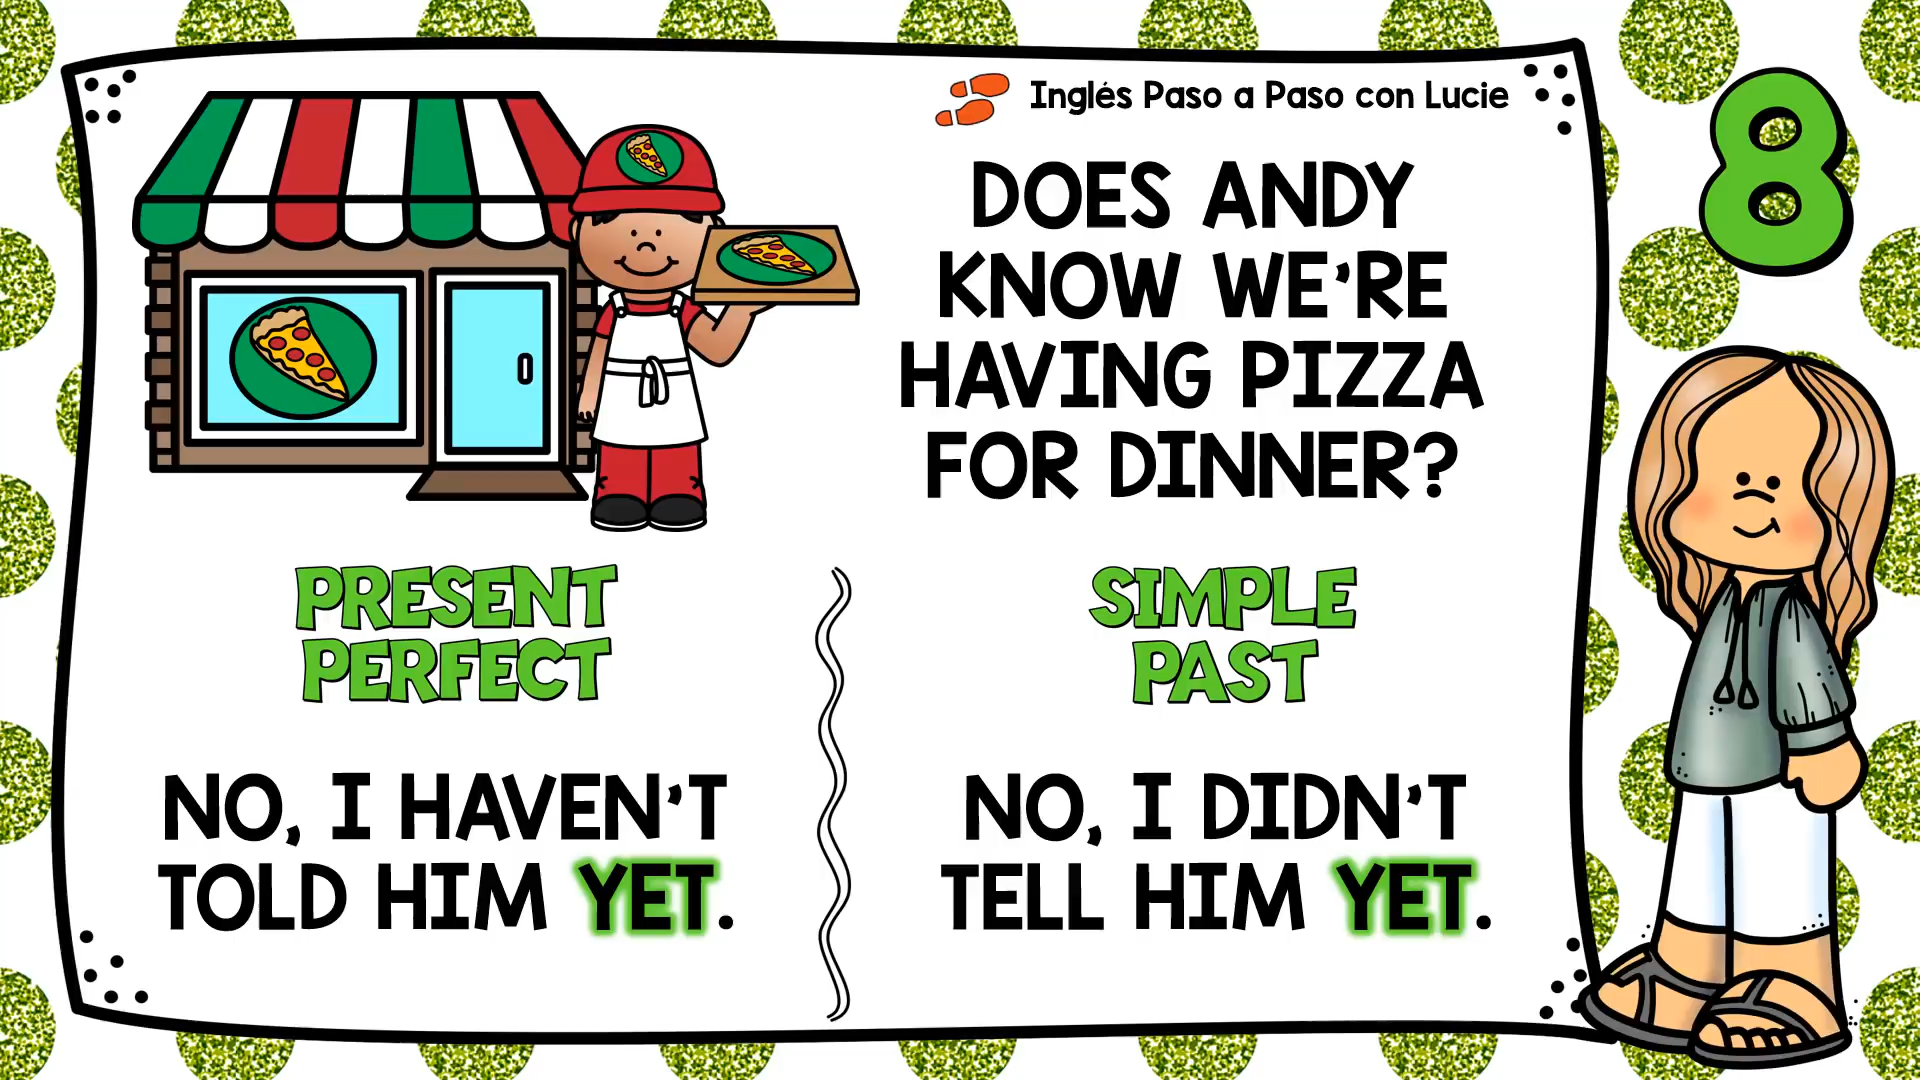 Inglés Paso a Paso con Lucie
8
DOES ANDY
KNOW WE'RE
HAVING PIZZA
FOR DINNER?
PRESENT
PERFECT
NO, I HAVEN'T
TOLD HIM YET.
SIMPLE
PAST
NO, I DIDN'T
TELL HIM YET.